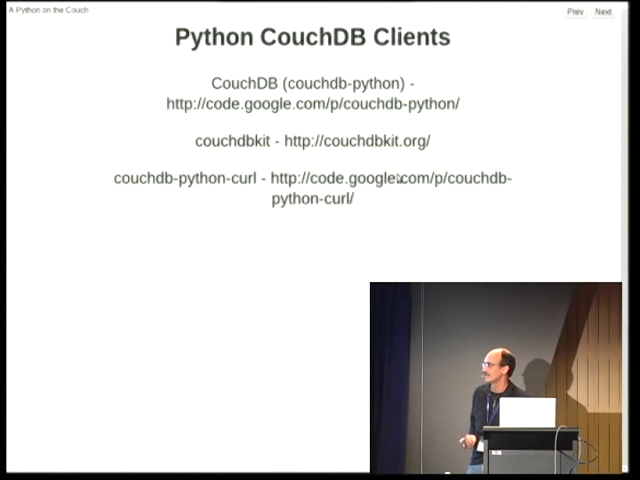 A Python on the Couch
Prev Next
Python CouchDB Clients
CouchDB (couchdb-python) -
http://code.google.com/p/couchdb-python/
couchdbkit - http://couchdbkit.org/
couchdb-python-curl - http://code.google.com/p/couchdb-
python-curl/